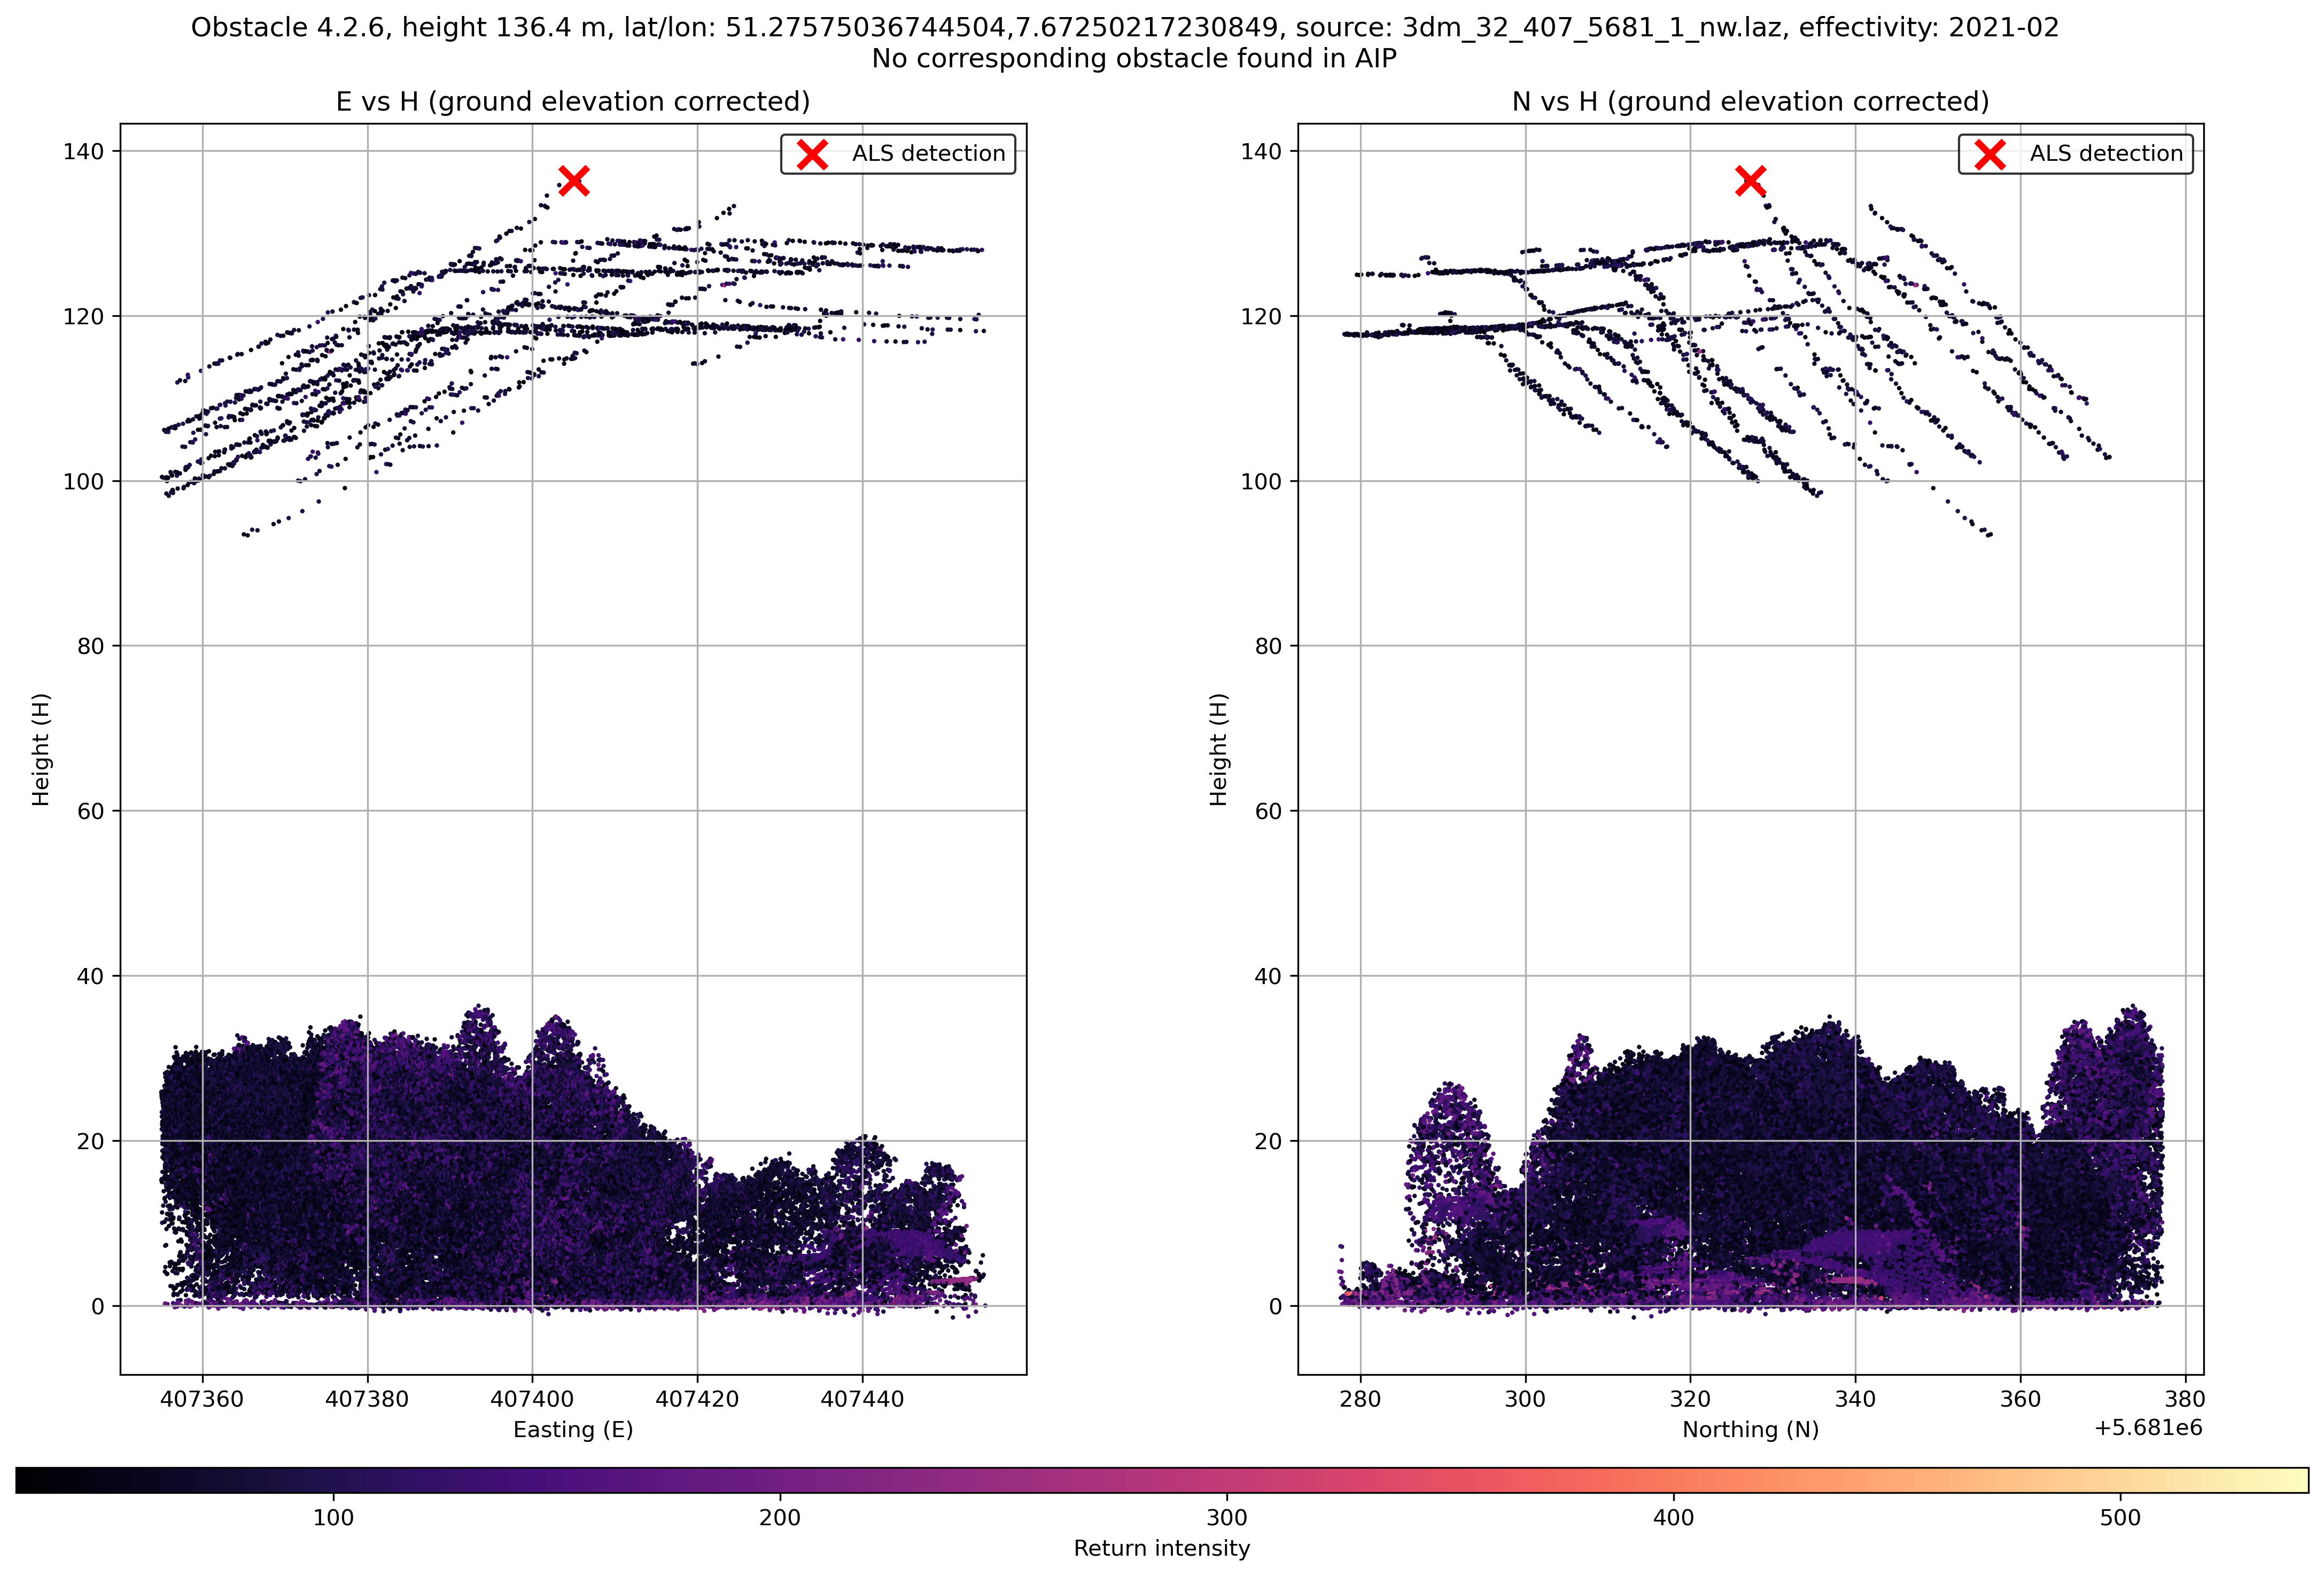 Obstacle 4.2.6, height 136.4 m, lat/lon: 51.27575036744504,7.67250217230849, source: 3dm_32_407_5681_1_nw.laz, effectivity: 2021-02
No corresponding obstacle found in AIP
E vs H (ground elevation corrected)
ALS detection
140
120
100
80
60
40
20
0
Height (H)
407360 407380 407400 407420 407440
Easting (E)
N vs H (ground elevation corrected)
ALS detection
140
120
100
80
60
40
20
0
Height (H)
280 300 320 340 360 380
Northing (N)
+5.681e6
100 200 300 400 500
Return intensity